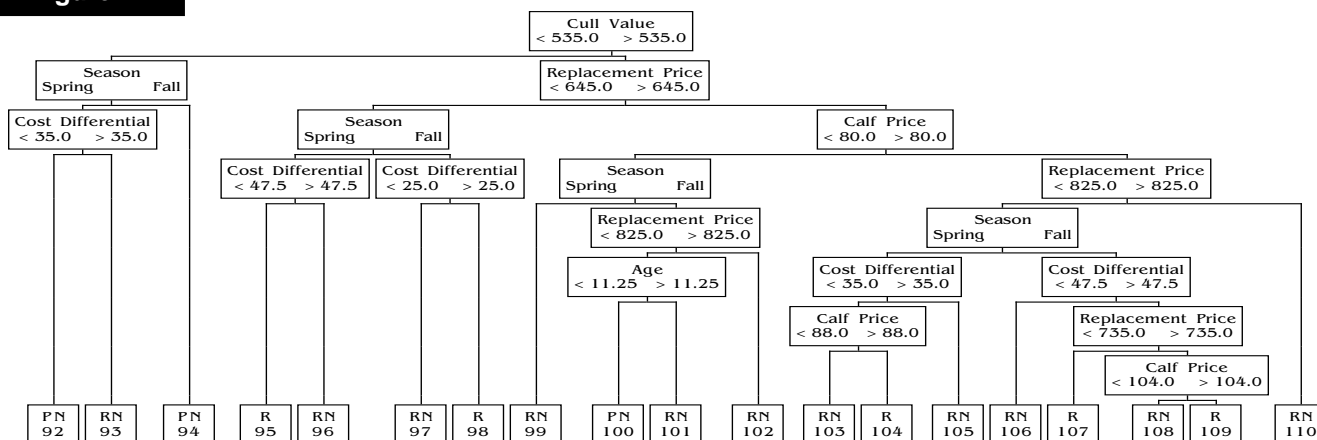 Cull Value
< 535.0 > 535.0
Season
Spring Fall
Replacement Price
< 645.0 > 645.0
Cost Differential
< 35.0 > 35.0
Season
Spring Fall
Calf Price
< 80.0 > 80.0
Cost Differential
< 47.5 > 47.5
Cost Differential
< 25.0 > 25.0
Season
Spring Fall
Replacement Price
< 825.0 > 825.0
Replacement Price
< 825.0 > 825.0
Season
Spring Fall
Age
< 11.25 > 11.25
Cost Differential
< 35.0 > 35.0
Cost Differential
< 47.5 > 47.5
Calf Price
< 88.0 > 88.0
Replacement Price
< 735.0 > 735.0
Calf Price
< 104.0 > 104.0
PN
92
RN
93
PN
94
R
95
RN
96
RN
97
R
98
RN
99
PN
100
RN
101
RN
102
RN
103
R
104
RN
105
RN
106
R
107
RN
108
R
109
RN
110